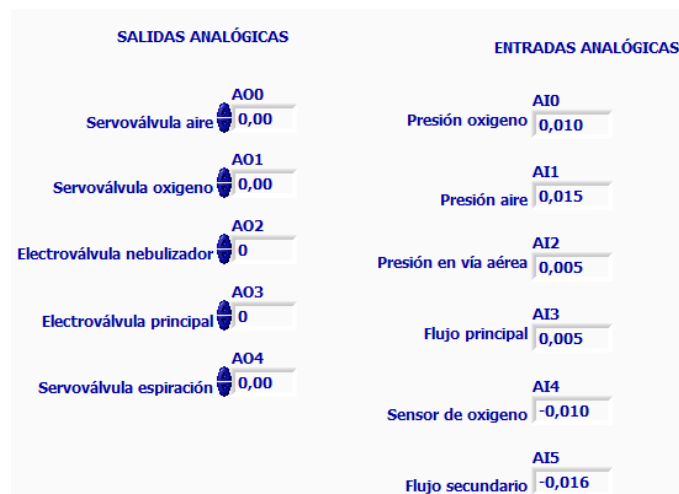 SALIDAS ANALÓGICAS
AO0
Servoválvula aire 0,00
AO1
Servoválvula oxigeno 0,00
AO2
Electroválvula nebulizador 0
AO3
Electroválvula principal 0
AO4
Servoválvula espiración 0,00
ENTRADAS ANALÓGICAS
AI0
Presión oxigeno 0,010
AI1
Presión aire 0,015
AI2
Presión en vía aérea 0,005
AI3
Flujo principal 0,005
AI4
Sensor de oxigeno -0,010
AI5
Flujo secundario -0,016